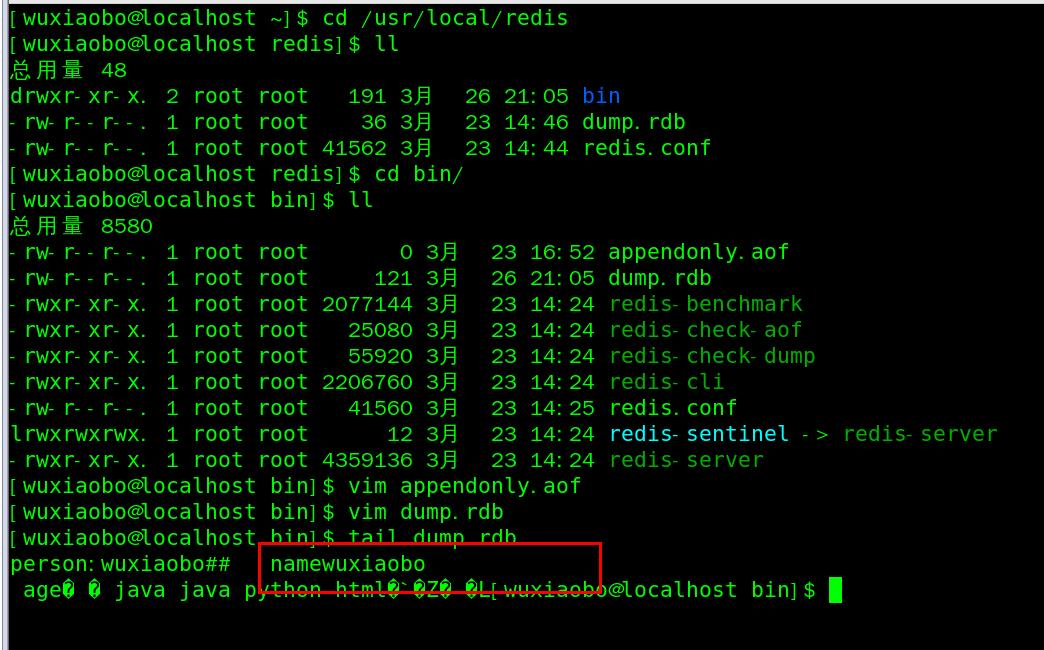 [wuxiaobo@localhost ~]$ cd /usr/local/redis
[wuxiaobo@localhost redis]$ ll
总用量 48
drwxr-xr-x. 2 root root 191 3月 26 21:05 bin
-rw-r--r--. 1 root root 36 3月 23 14:46 dump.rdb
-rw-r--r--. 1 root root 41562 3月 23 14:44 redis.conf
[wuxiaobo@localhost redis]$ cd bin/
[wuxiaobo@localhost bin]$ ll
总用量 8580
-rw-r--r--. 1 root root 0 3月 23 16:52 appendonly.aof
-rw-r--r--. 1 root root 121 3月 26 21:05 dump.rdb
-rwxr-xr-x. 1 root root 2077144 3月 23 14:24 redis-benchmark
-rwxr-xr-x. 1 root root 25080 3月 23 14:24 redis-check-aof
-rwxr-xr-x. 1 root root 55920 3月 23 14:24 redis-check-dump
-rwxr-xr-x. 1 root root 2206760 3月 23 14:24 redis-cli
-rw-r--r--. 1 root root 41560 3月 23 14:25 redis.conf
lrwxrwxrwx. 1 root root 12 3月 23 14:24 redis-sentinel -> redis-server
-rwxr-xr-x. 1 root root 4359136 3月 23 14:24 redis-server
[wuxiaobo@localhost bin]$ vim appendonly.aof
[wuxiaobo@localhost bin]$ vim dump.rdb
[wuxiaobo@localhost bin]$ tail dump.rdb
person:wuxiaobo## namewuxiaobo
age� � java java python html�`�Z� �L[wuxiaobo@localhost bin]$